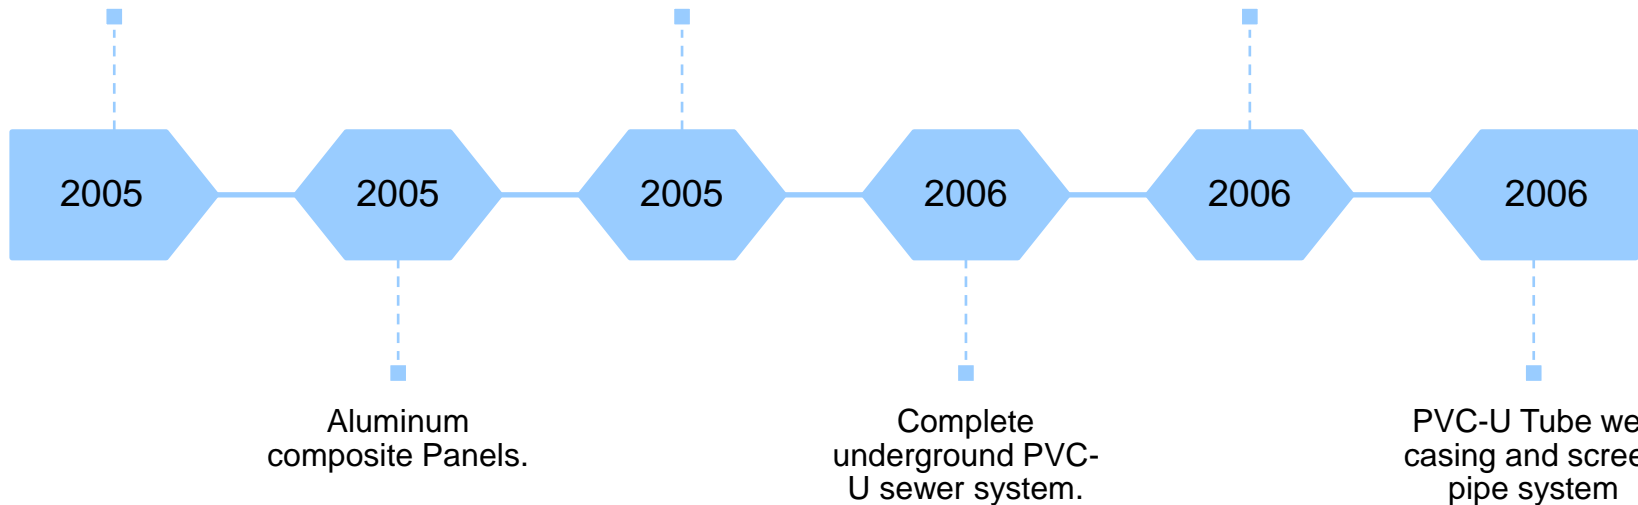 2005
2005
2005
2006
2006
2006
Aluminum
composite Panels.
Complete
underground PVC-
U sewer system.
PVC-U Tube
casing and
pipe system